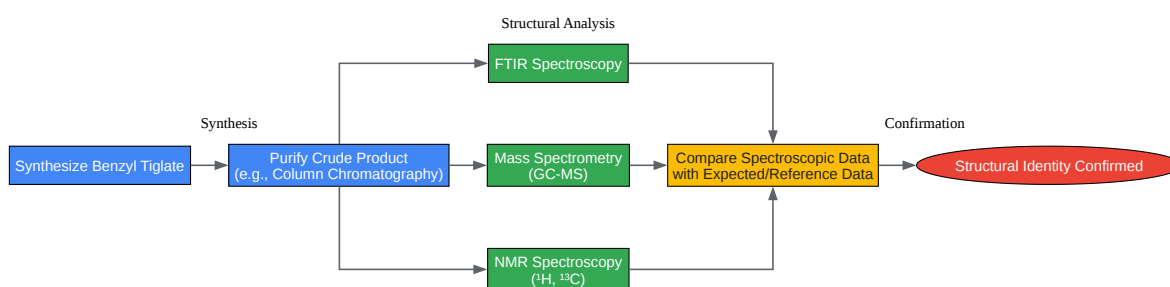 Structural Analysis
FTIR Spectroscopy
Synthesis
Confirmation
Synthesize Benzyl Tiglate
Purify Crude Product
(e.g., Column Chromatography)
Mass Spectrometry
(GC-MS)
Compare Spectroscopic Data
with Expected/Reference Data
Structural Identity Confirmed
NMR Spectroscopy
(¹H, ¹³C)